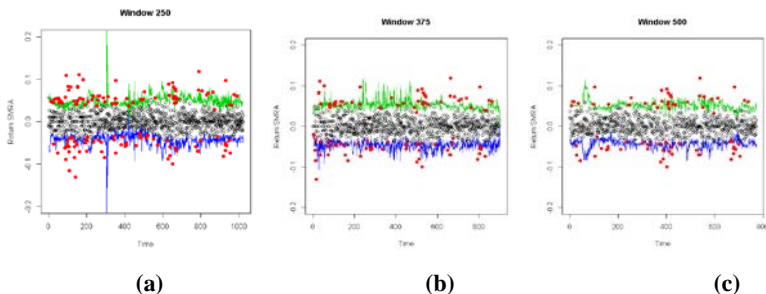 Window 250
Window 375
Window 500
Return SMRA
0.2
0.1
0.0
-0.1
-0.2
0
200
400
600
800
1000
Time
Return SMRA
0.2
0.1
0.0
-0.1
-0.2
0
200
400
600
800
Time
Return SMRA
0.2
0.1
0.0
-0.1
-0.2
0
200
400
600
800
Time
(a)
(b)
(c)